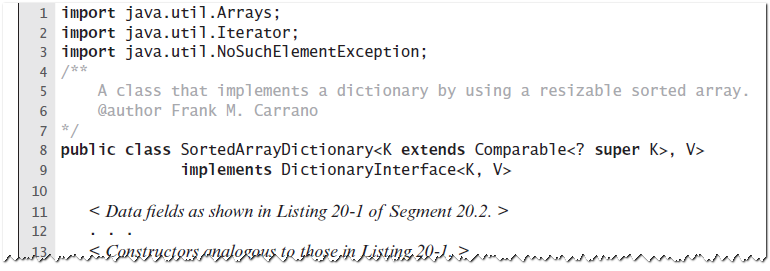 1 import java.util.Arrays;
2 import java.util.Iterator;
3 import java.util.NoSuchElementException;
4 /**
5 A class that implements a dictionary by using a resizable sorted array.
6 @author Frank M. Carrano
7 */
8 public class SortedArrayDictionary<K extends Comparable<? super K>, V>
9 implements DictionaryInterface<K, V>
10
11 < Data fields as shown in Listing 20-1 of Segment 20.2. >
12 . . .
13 < Constructors analogous to those in Listing 20-1. >